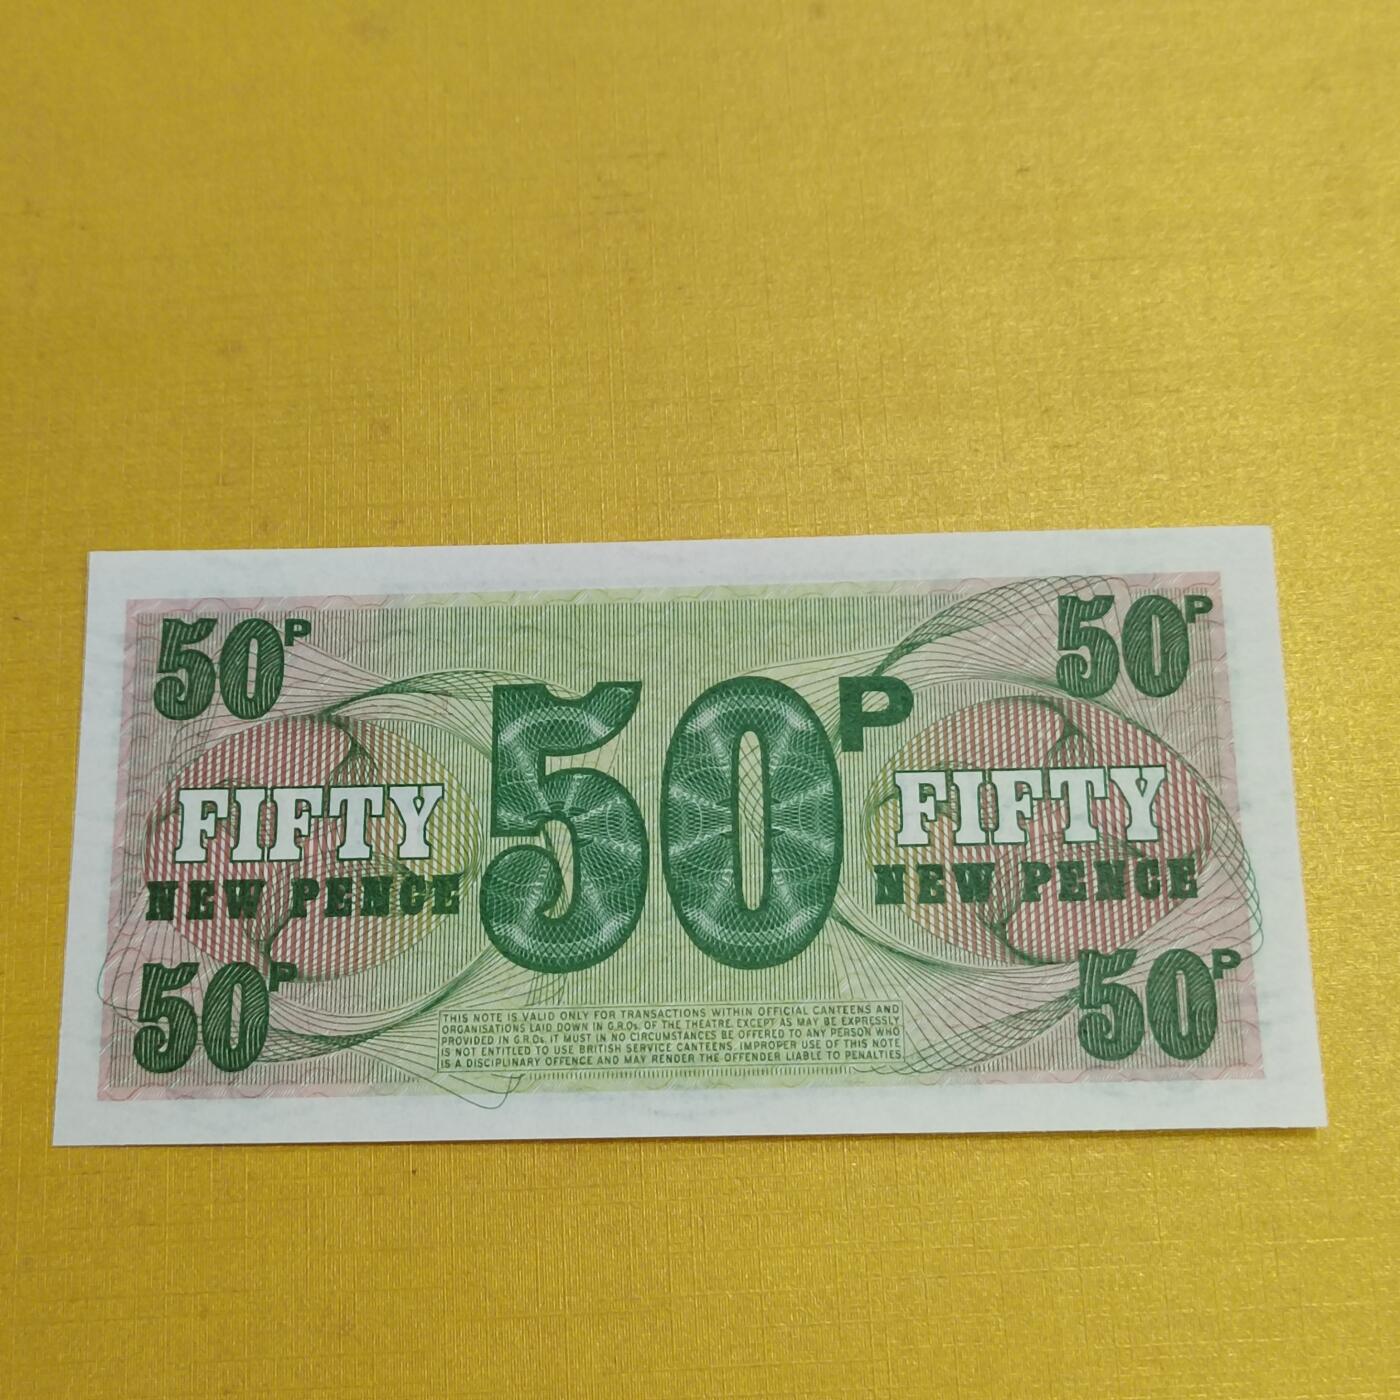 50P
50P
50P
FIFTY
NEW PENCE
FIFTY
NEW PENCE
50P
50P
THIS NOTE IS VALID ONLY FOR TRANSACTIONS WITHIN OFFICIAL CANTEENS AND
ORGANISATIONS LAID DOWN IN G.R.Os. OF THE THEATRE. EXCEPT AS MAY BE EXPRESSLY
PROVIDED IN G.R.Os. IT MUST IN NO CIRCUMSTANCES BE OFFERED TO ANY PERSON WHO
IS NOT ENTITLED TO USE BRITISH SERVICE CANTEENS. IMPROPER USE OF THIS NOTE
IS A DISCIPLINARY OFFENCE AND MAY RENDER THE OFFENDER LIABLE TO PENALTIES